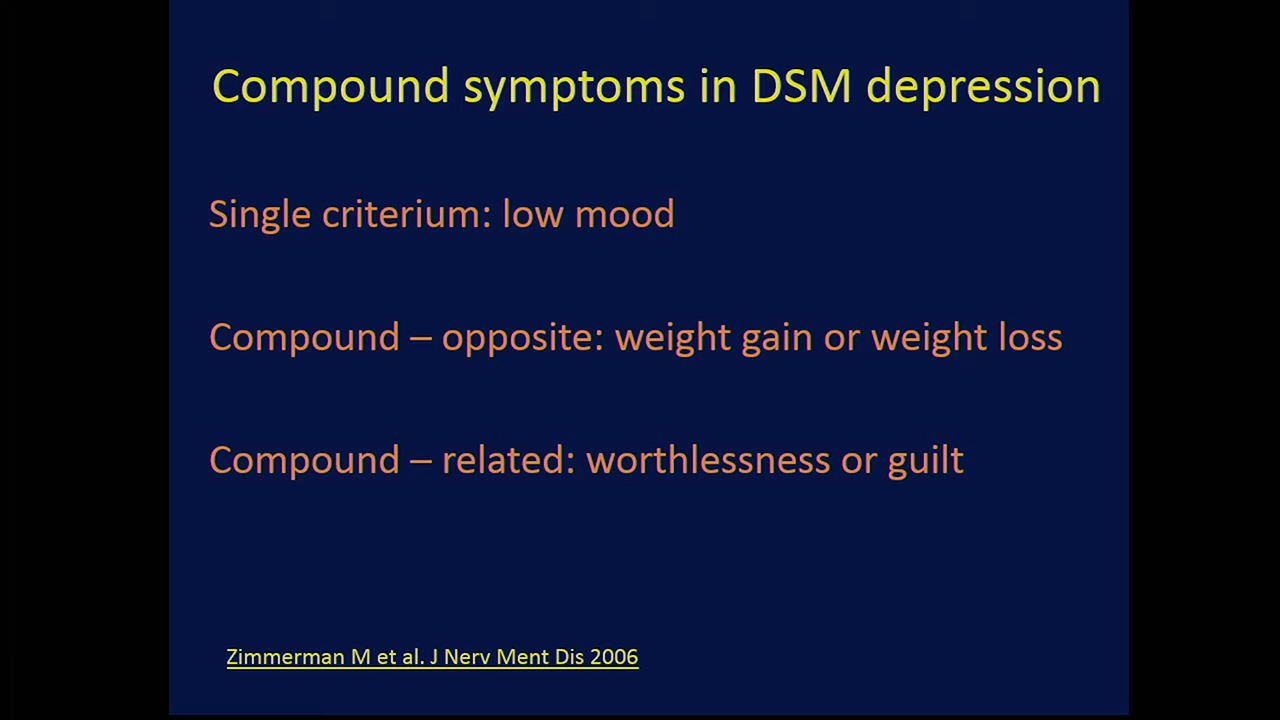 Compound symptoms in DSM depression
Single criterium: low mood
Compound – opposite: weight gain or weight loss
Compound – related: worthlessness or guilt
Zimmerman M et al. J Nerv Ment Dis 2006